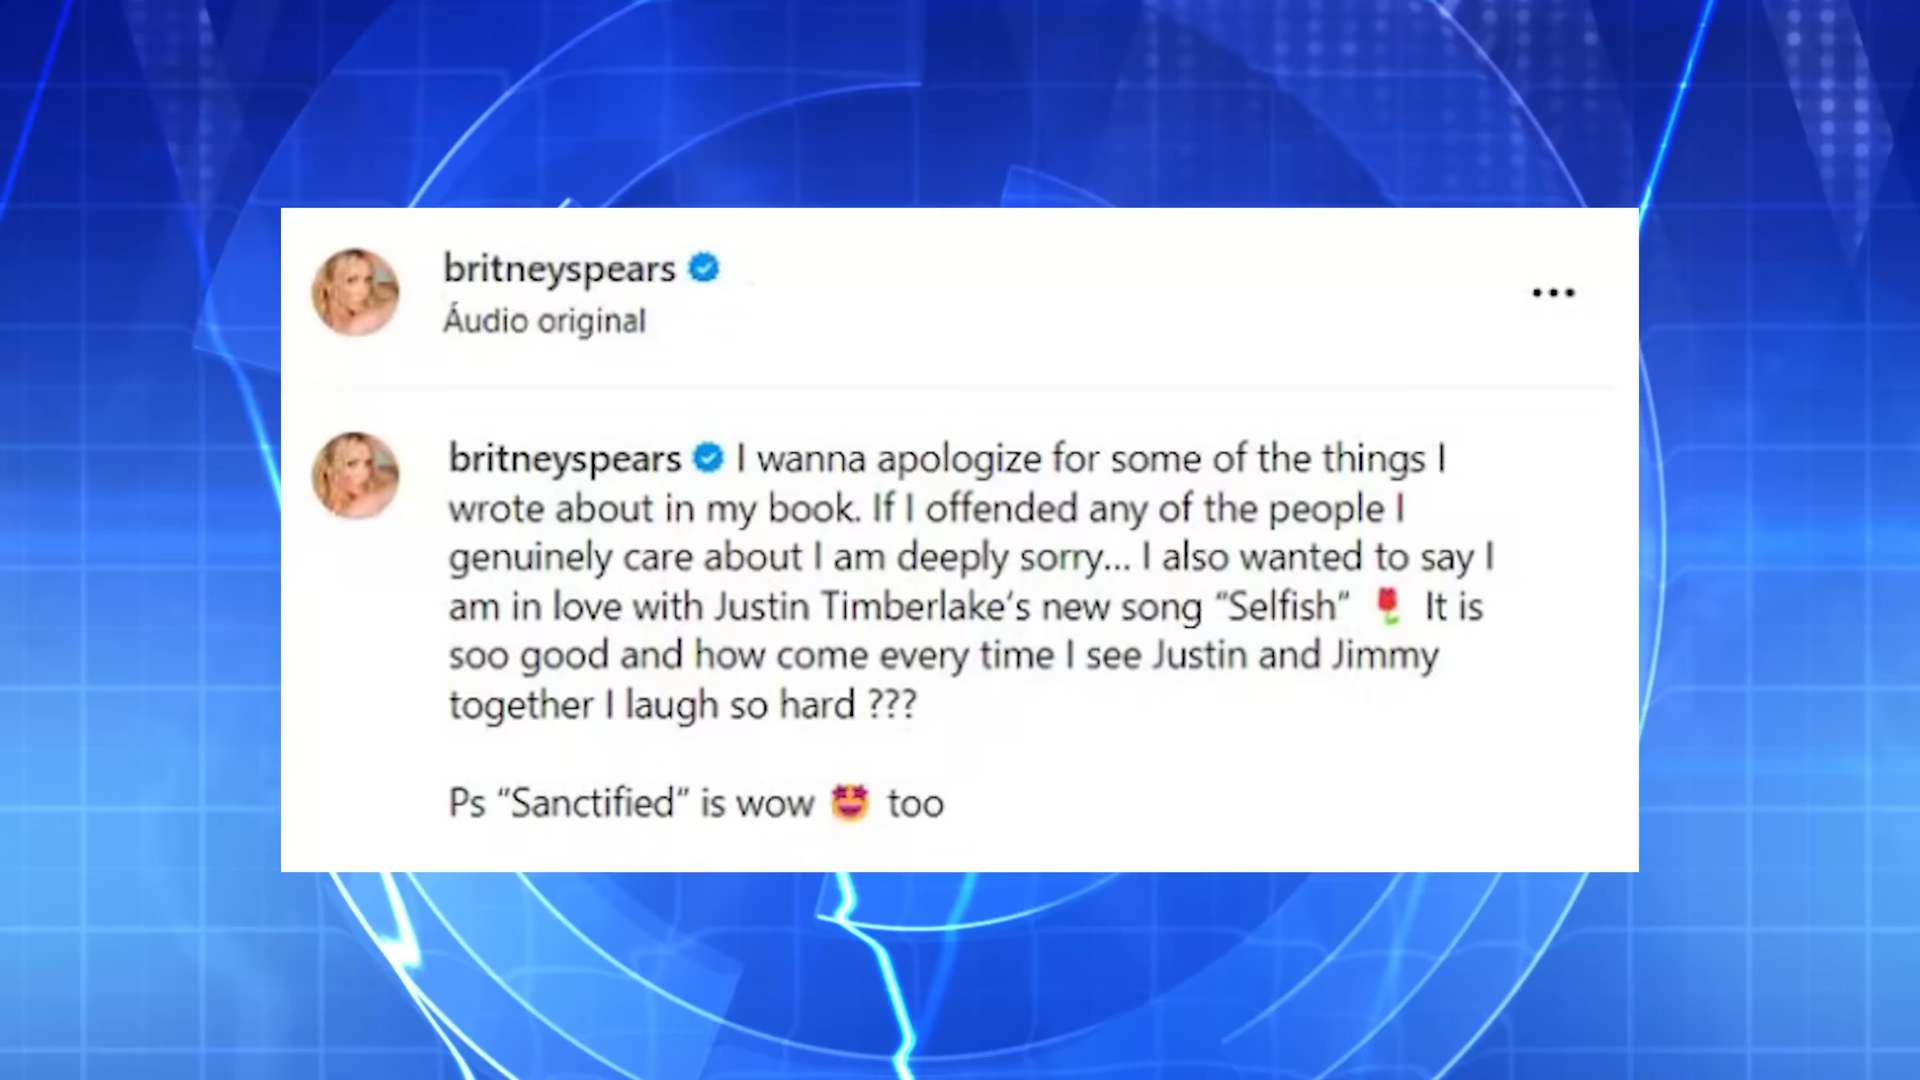 britneyspears
Áudio original
britneyspears I wanna apologize for some of the things I
wrote about in my book. If I offended any of the people I
genuinely care about I am deeply sorry... I also wanted to say I
am in love with Justin Timberlake's new song "Selfish" 🌹 It is
soo good and how come every time I see Justin and Jimmy
together I laugh so hard ???
Ps "Sanctified" is wow 🤩 too